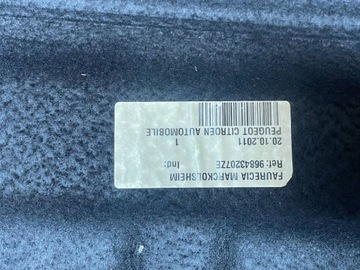 FAURECIA MARCKOLSHEIM
Ref: 96843207ZE Ind:
20.10.2011 1
PEUGEOT CITROEN AUTOMOBILE